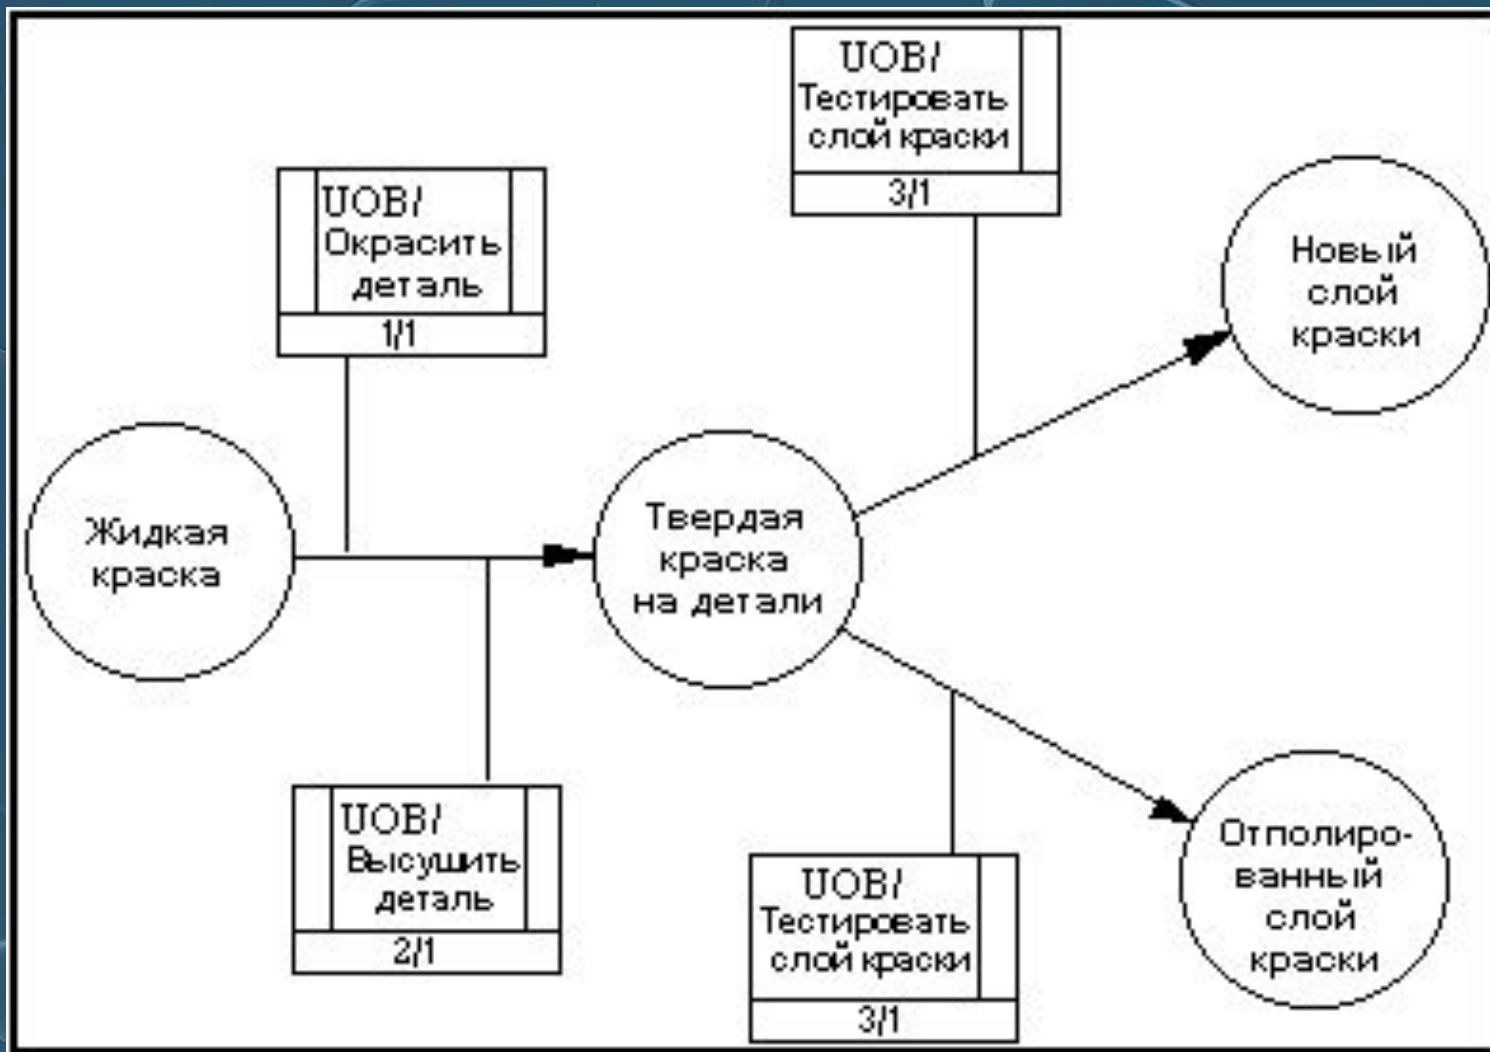 UOB/
Тестировать
слой краски
3/1
UOB/
Окрасить
деталь
1/1
Новый
слой
краски
Жидкая
краска
Твердая
краска
на детали
UOB/
Высушить
деталь
2/1
UOB/
Тестировать
слой краски
3/1
Отполиро-
ванный
слой
краски